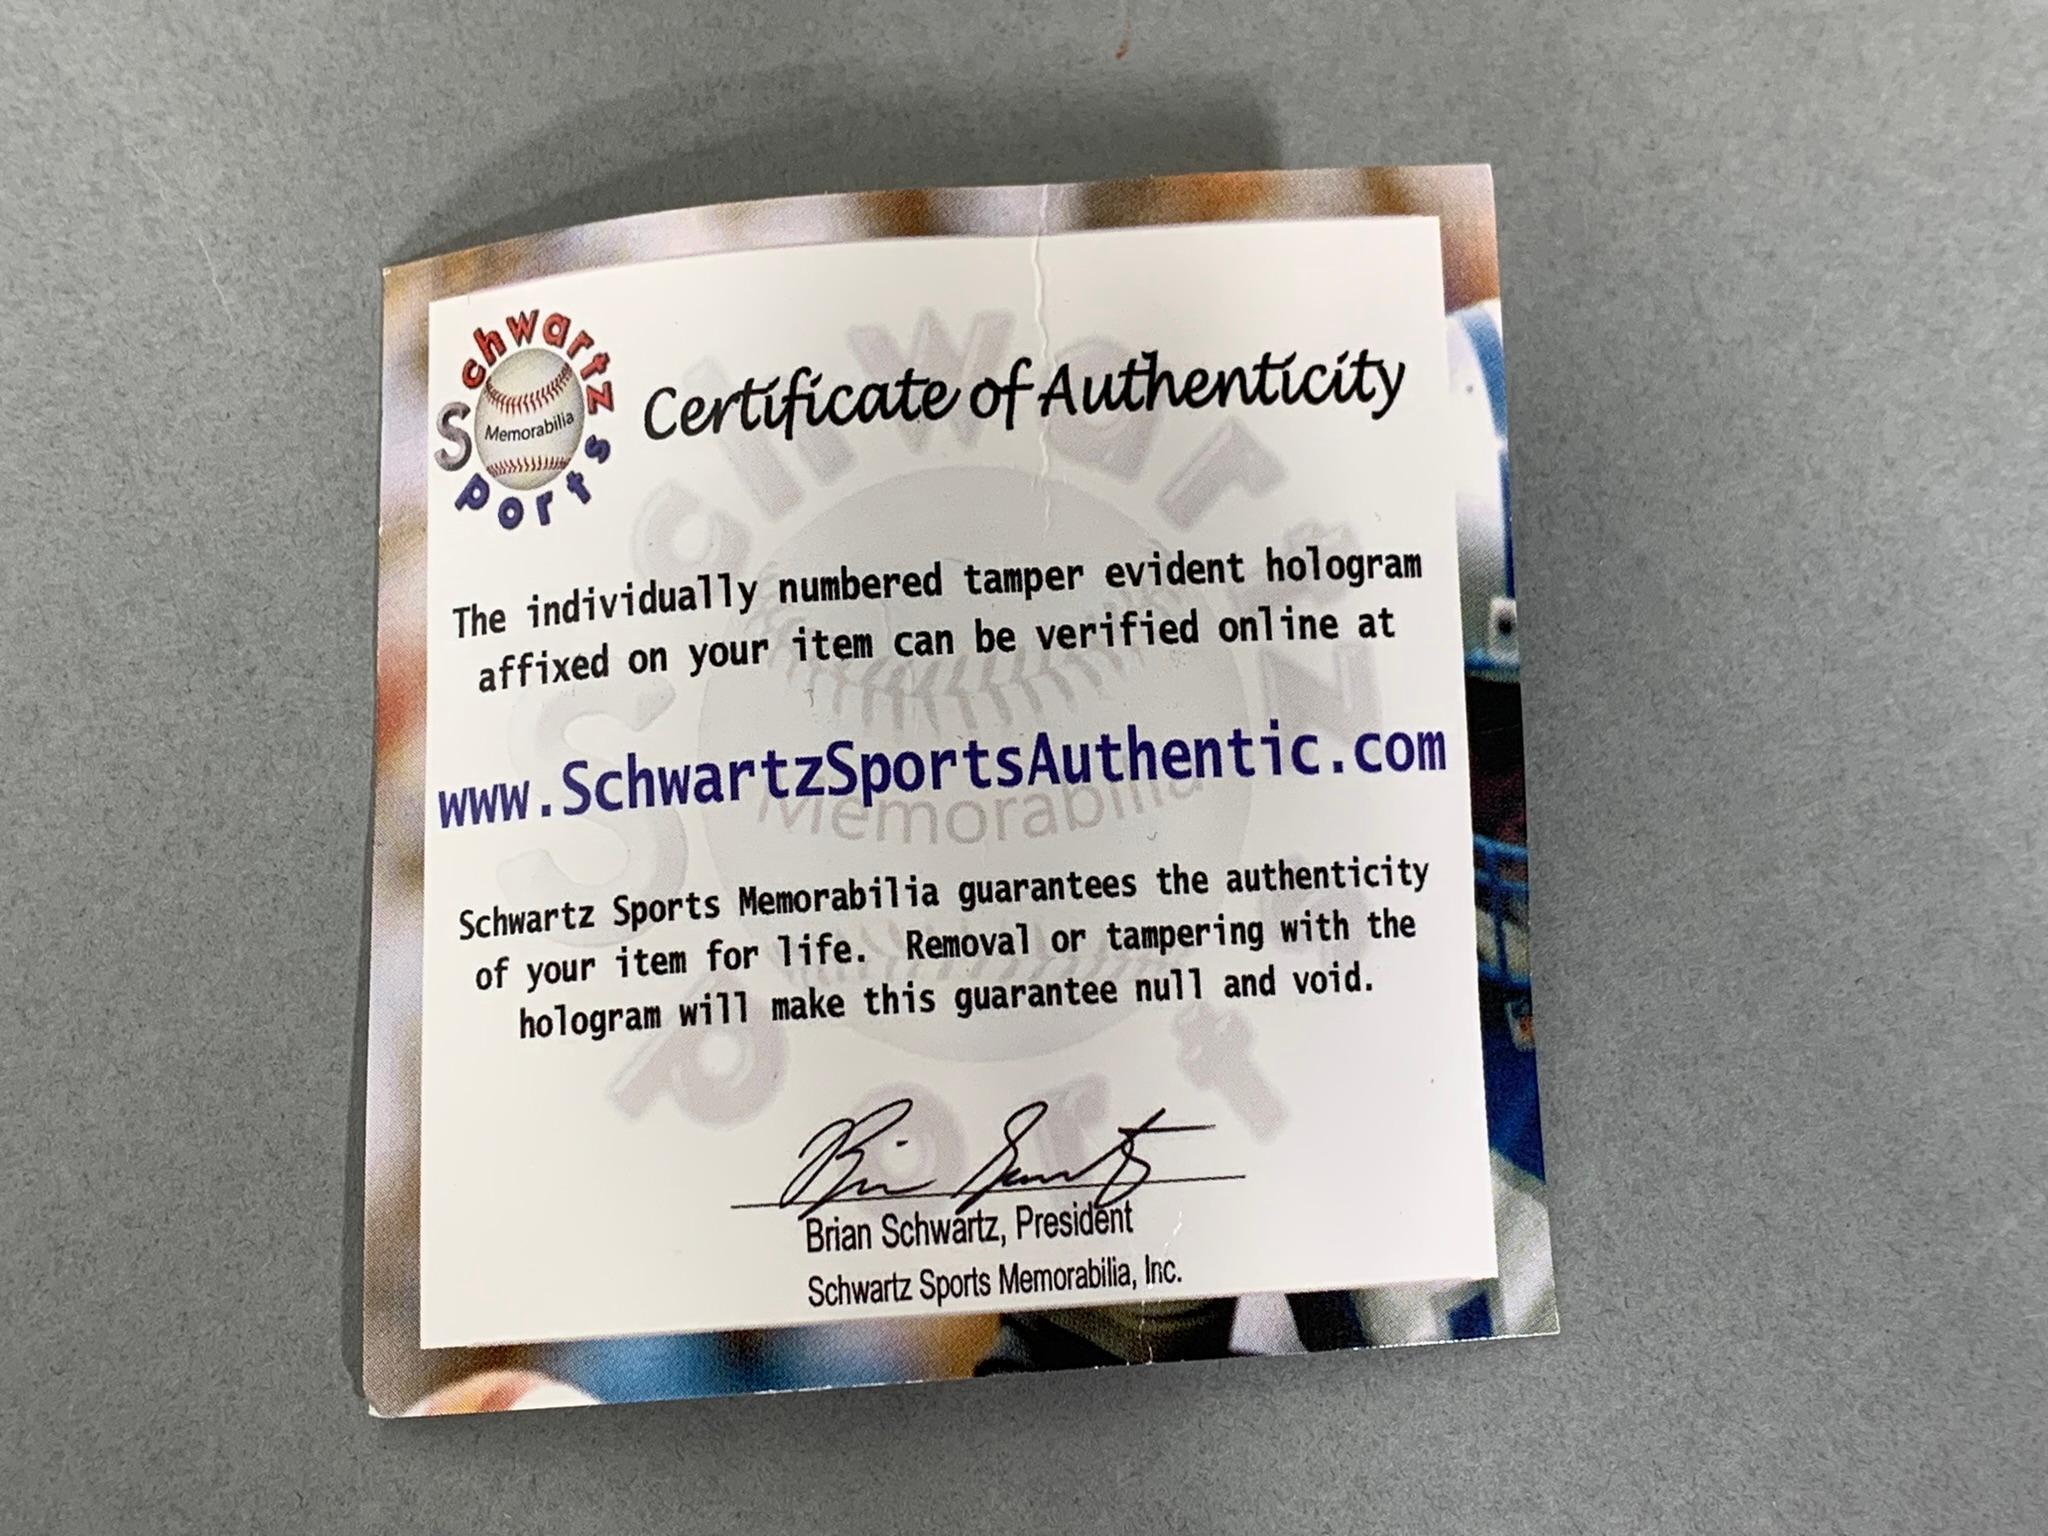 Schwartz
Sports
Memorabilia
Certificate of Authenticity
The individually numbered tamper evident hologram
affixed on your item can be verified online at
www.SchwartzSportsAuthentic.com
Schwartz Sports Memorabilia guarantees the authenticity
of your item for life. Removal or tampering with the
hologram will make this guarantee null and void.
Brian Schwartz
Brian Schwartz, President
Schwartz Sports Memorabilia, Inc.